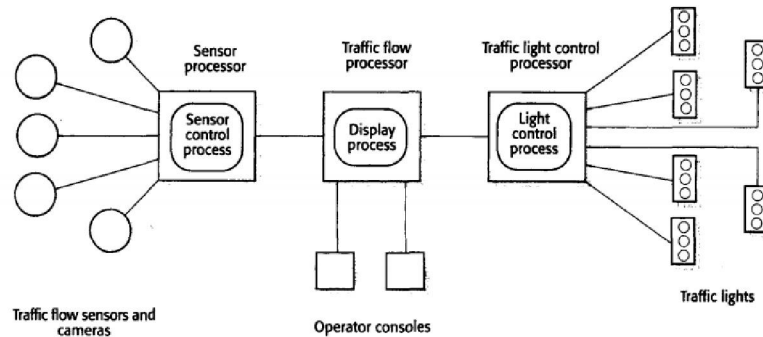 Sensor
processor
Traffic flow
processor
Traffic light control
processor
Sensor
control
process
Display
process
Light
control
process
Traffic flow sensors and
cameras
Operator consoles
Traffic lights